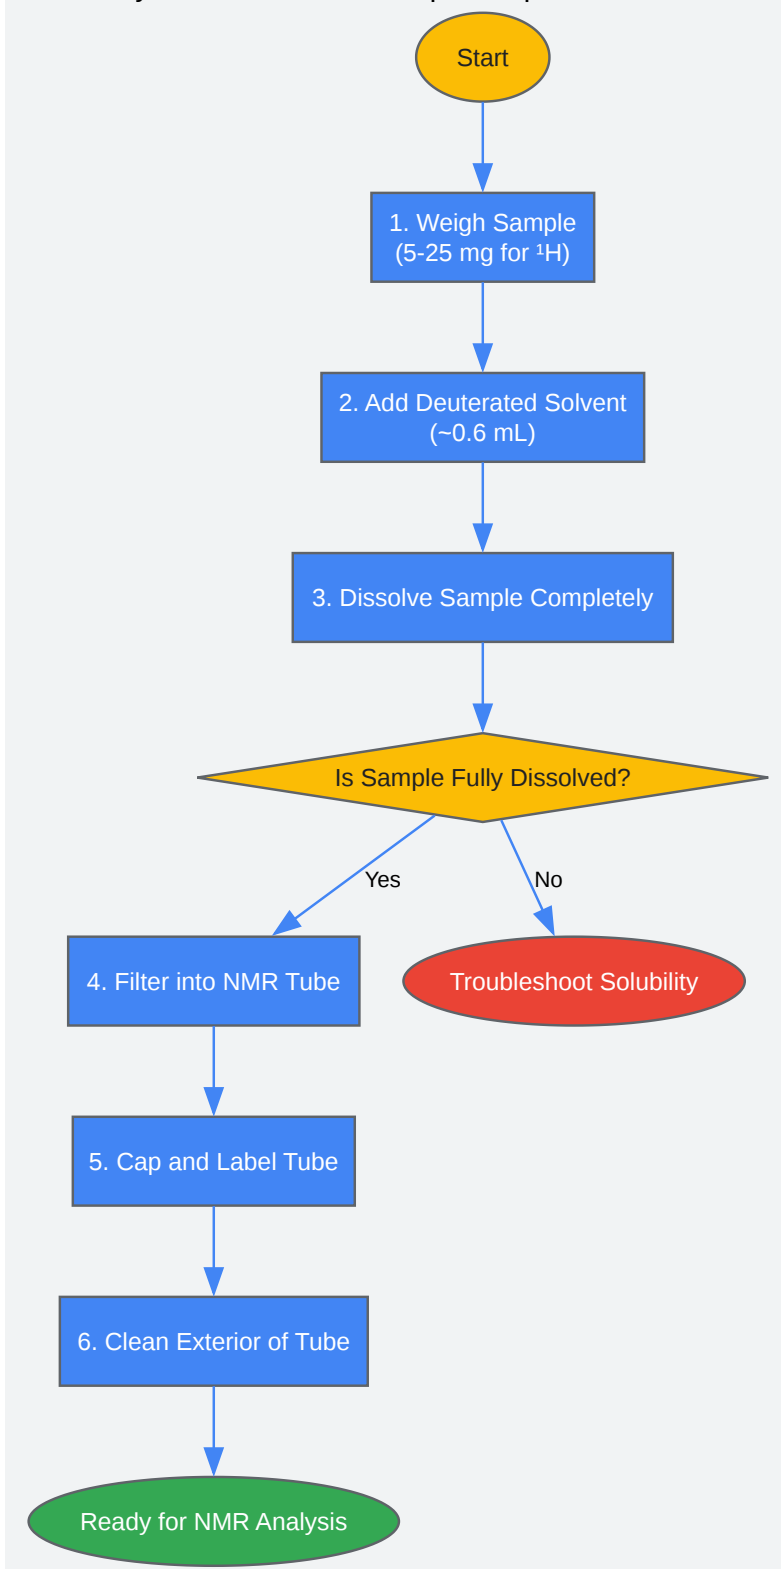 Start
1. Weigh Sample
(5-25 mg for ¹H)
2. Add Deuterated Solvent
(~0.6 mL)
3. Dissolve Sample Completely
Is Sample Fully Dissolved?
Yes
No
4. Filter into NMR Tube
Troubleshoot Solubility
5. Cap and Label Tube
6. Clean Exterior of Tube
Ready for NMR Analysis